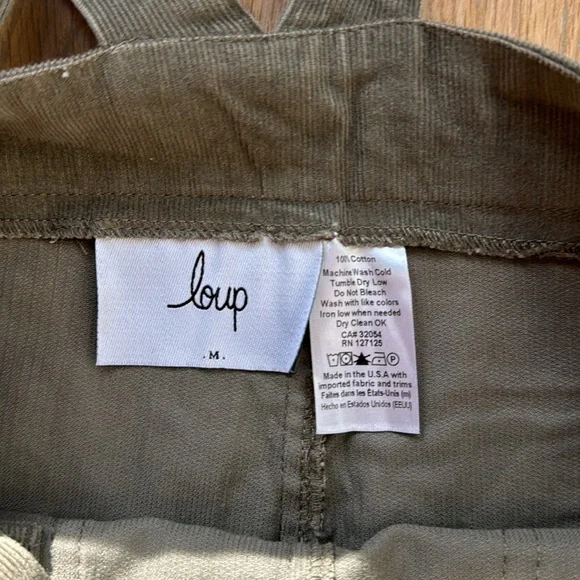 loup
.M.
100% Cotton
Machine Wash Cold
Tumble Dry Low
Do Not Bleach
Wash with like colors
Iron low when needed
Dry Clean OK
CA# 32054
RN 127125
Made in the U.S.A with
imported fabric and trims
Faites dans les États-Unis (m)
Hecho en Estados Unidos (EEUU)